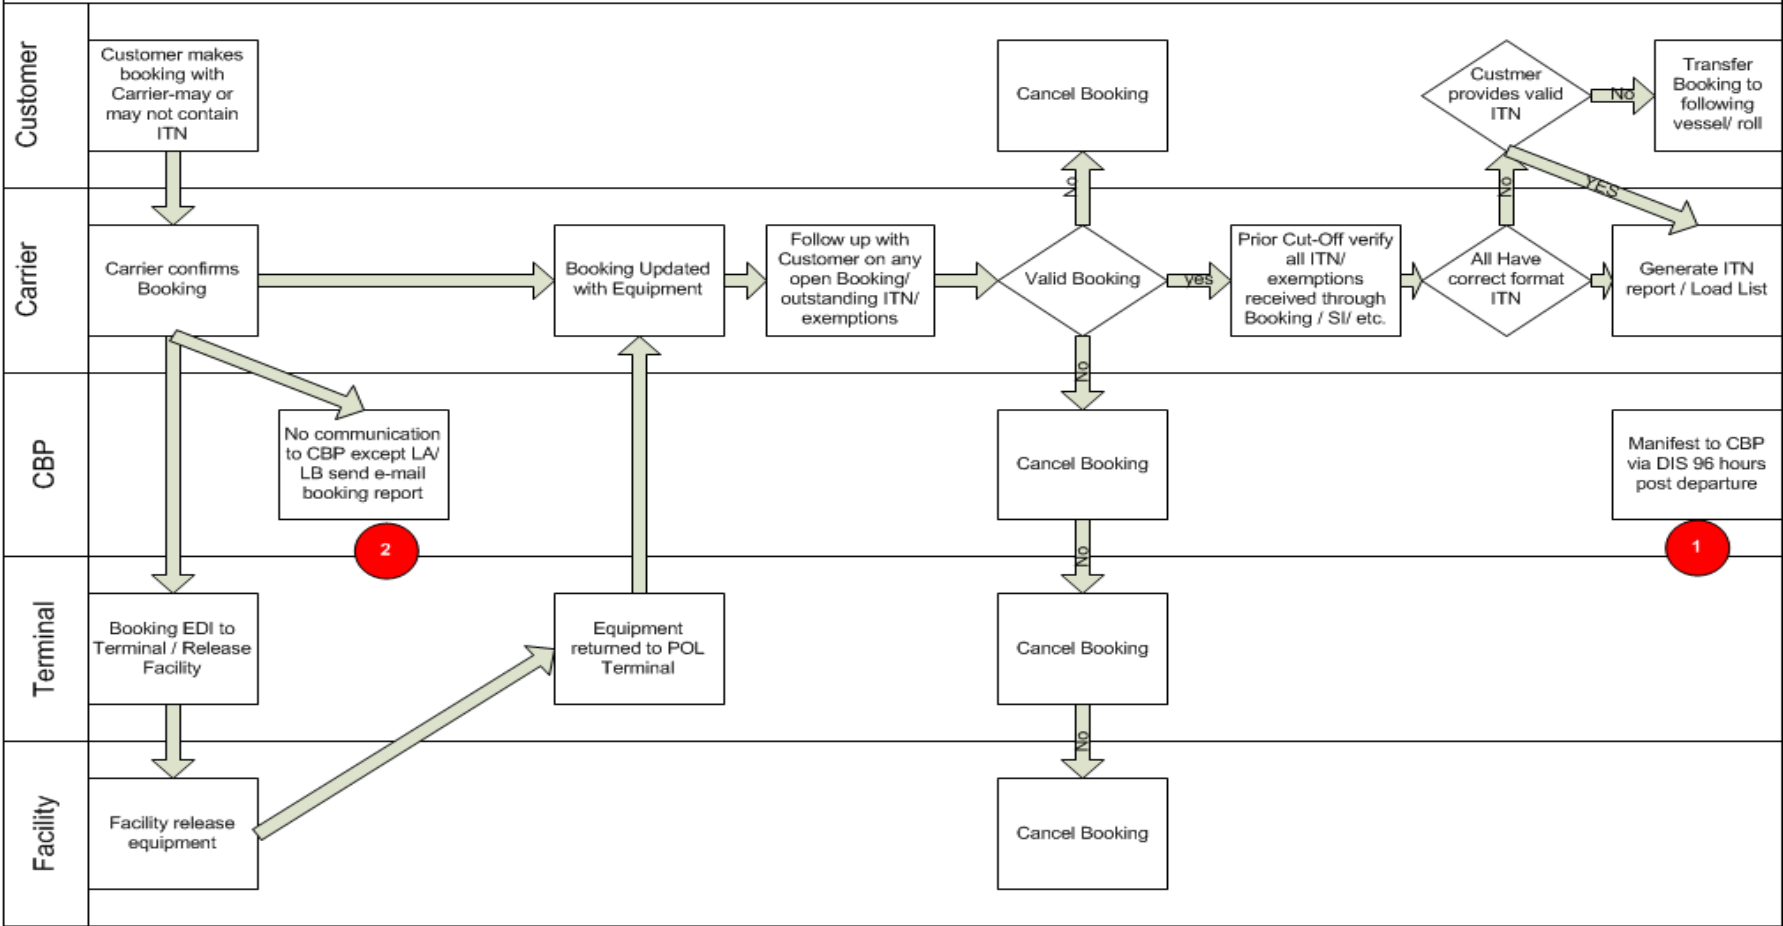 Customer
Customer makes
booking with
Carrier-may or
may not contain
ITN
Cancel Booking
Custmer
provides valid
ITN
No
Transfer
Booking to
following
vessel/ roll
No
No
YES
Carrier
Carrier confirms
Booking
Booking Updated
with Equipment
Follow up with
Customer on any
open Booking/
outstanding ITN/
exemptions
Valid Booking
yes
Prior Cut-Off verify
all ITN/
exemptions
received through
Booking / SI/ etc.
All Have
correct format
ITN
Generate ITN
report / Load List
No
CBP
No communication
to CBP except LA/
LB send e-mail
booking report
2
Cancel Booking
Manifest to CBP
via DIS 96 hours
post departure
1
No
Terminal
Booking EDI to
Terminal / Release
Facility
Equipment
returned to POL
Terminal
Cancel Booking
No
Facility
Facility release
equipment
Cancel Booking